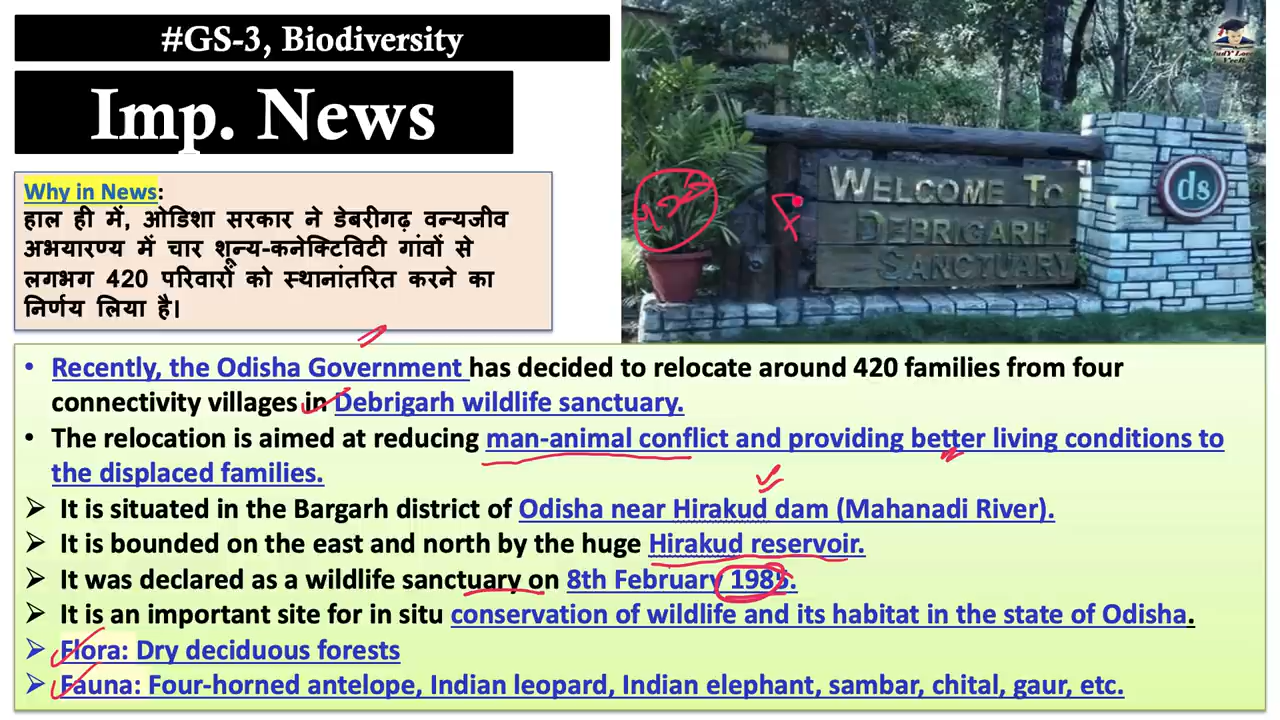 #GS-3, Biodiversity
Imp. News
Why in News:
हाल ही में, ओडिशा सरकार ने डेबरीगढ़ वन्यजीव
अभयारण्य में चार शून्य-कनेक्टिविटी गांवों से
लगभग 420 परिवारों को स्थानांतरित करने का
निर्णय लिया है।
WELCOME TO
DEBRIGARH
SANCTUARY
ds
• Recently, the Odisha Government has decided to relocate around 420 families from four
connectivity villages in Debrigarh wildlife sanctuary.
• The relocation is aimed at reducing man-animal conflict and providing better living conditions to
the displaced families.
➢ It is situated in the Bargarh district of Odisha near Hirakud dam (Mahanadi River).
➢ It is bounded on the east and north by the huge Hirakud reservoir.
➢ It was declared as a wildlife sanctuary on 8th February 1985.
➢ It is an important site for in situ conservation of wildlife and its habitat in the state of Odisha.
➢ Flora: Dry deciduous forests
➢ Fauna: Four-horned antelope, Indian leopard, Indian elephant, sambar, chital, gaur, etc.